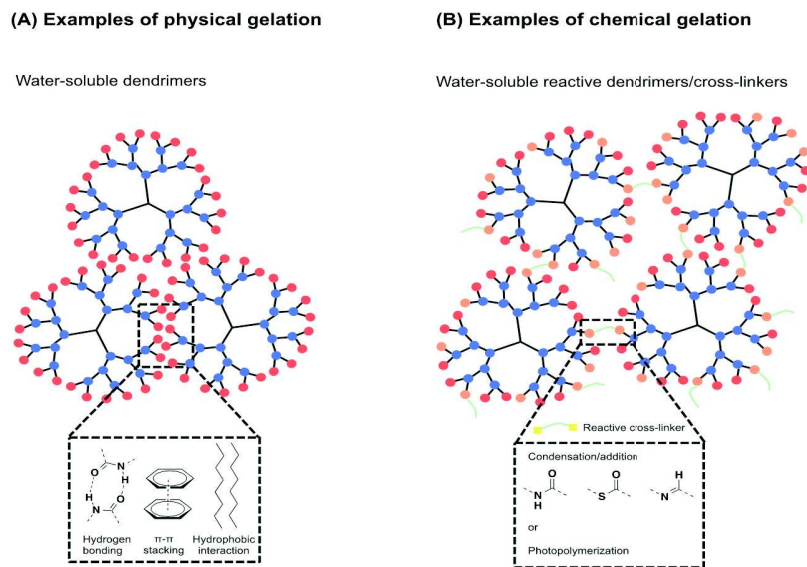 (A) Examples of physical gelation
Water-soluble dendrimers
O
N
H
H
N
O
Hydrogen
bonding
π-π
stacking
Hydrophobic
interaction
(B) Examples of chemical gelation
Water-soluble reactive dendrimers/cross-linkers
Reactive cross-linker
Condensation/addition
O
N
H
O
S
H
N
or
Photopolymerization